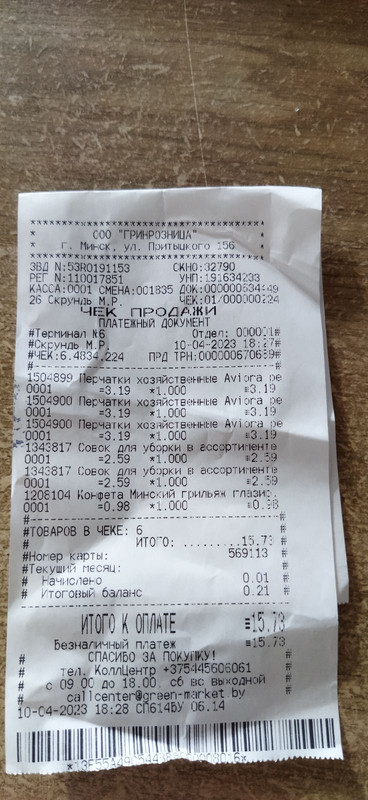 ООО "ГРИНРОЗНИЦА"
г. Минск, ул. Притыцкого 156
ЗВД N:53R0191153 СКНО:32790
РЕГ N:110017851 УНП:191634233
КАССА:0001 СМЕНА:001835 ДОК:0000000634449
26 Скрундь М.Р. ЧЕК:01/000000224
ЧЕК ПРОДАЖИ
ПЛАТЕЖНЫЙ ДОКУМЕНТ
#Терминал №6 Отдел: 000001#
#Скрундь М.Р. 10-04-2023 18:27#
#ЧЕК:6.4834.224 ПРД ТРН:000000670669#
1504899 Перчатки хозяйственные Aviora ре
0001 =3.19 *1.000 ≡3.19
1504900 Перчатки хозяйственные Aviora ре
0001 =3.19 *1.000 ≡3.19
1504900 Перчатки хозяйственные Aviora ре
0001 =3.19 *1.000 ≡3.19
1343817 Совок для уборки в ассортименте
0001 =2.59 *1.000 ≡2.59
1343817 Совок для уборки в ассортименте
0001 =2.59 *1.000 ≡2.59
1208104 Конфета Минский грильяж глазир.
0001 =0.98 *1.000 ≡0.98
#ТОВАРОВ В ЧЕКЕ: 6 #
# ИТОГО: .........15.73 #
#Номер карты: 569113 #
#Текущий месяц: #
# Начислено 0.01 #
# Итоговый баланс 0.21 #
ИТОГО К ОПЛАТЕ ≡15.73
Безналичный платеж ≡15.73
# СПАСИБО ЗА ПОКУПКУ! #
# тел. КоллЦентр +375445606061 #
# с 09 00 до 18.00, сб вс выходной #
# callcenter@green-market.by #
10-04-2023 18:28 СП614BY 06.14